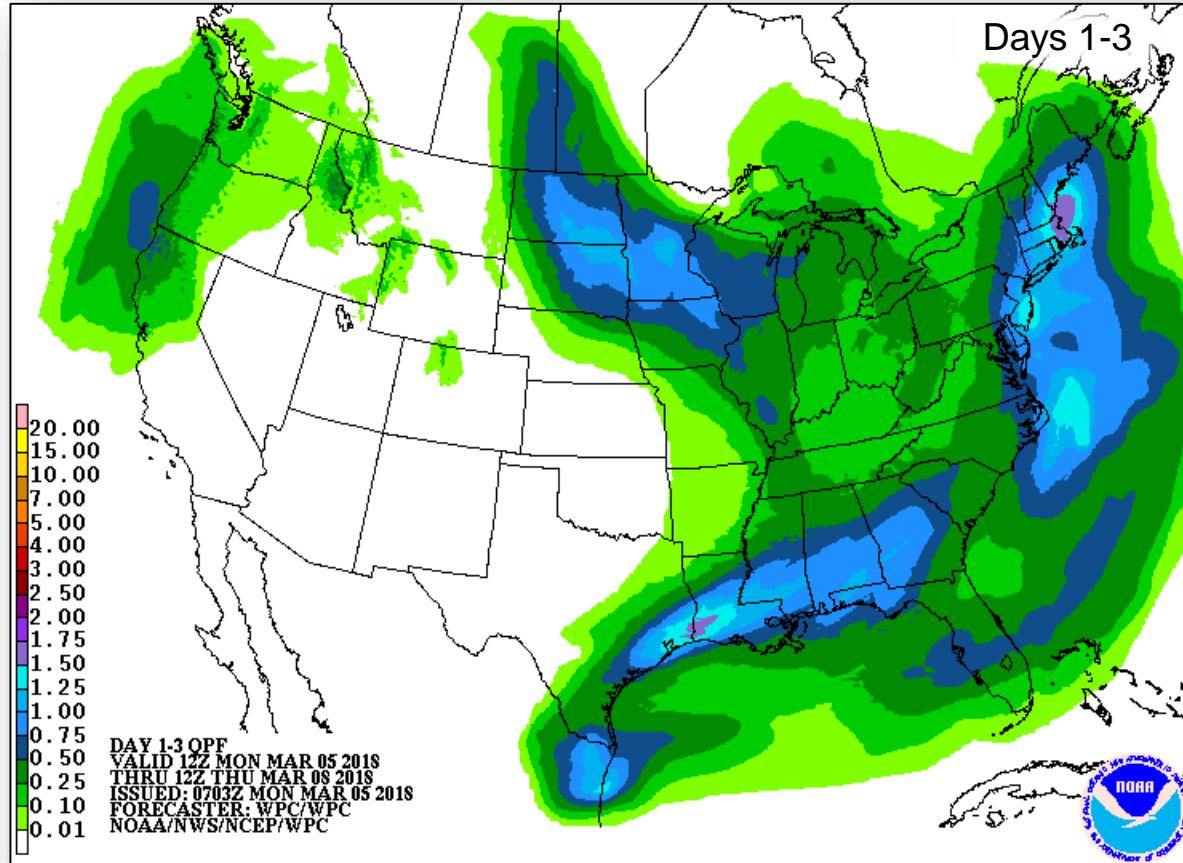 Days 1-3
20.00
15.00
10.00
7.00
5.00
4.00
3.00
2.50
2.00
1.75
1.50
1.25
1.00
0.75
0.50
0.25
0.10
0.01
DAY 1-3 QPF
VALID 12Z MON MAR 05 2018
THRU 12Z THU MAR 08 2018
ISSUED: 0703Z MON MAR 05 2018
FORECASTER: WPC/WPC
NOAA/NWS/NCEP/WPC
NOAA